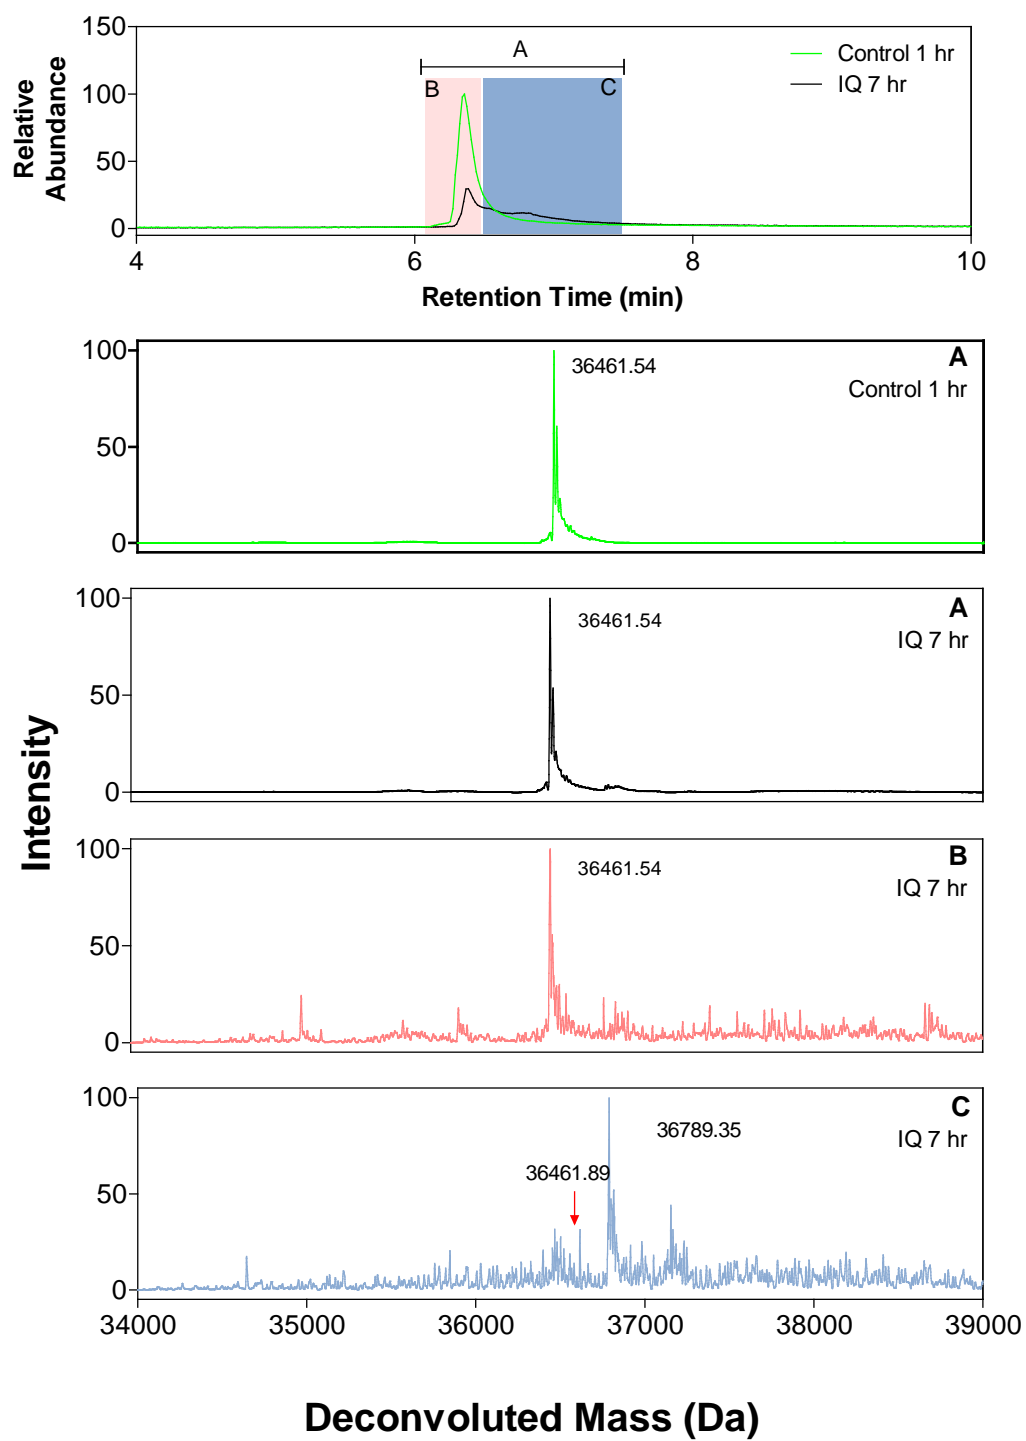 150
100
50
0
Relative
Abundance
A
B
C
Control 1 hr
IQ 7 hr
4
6
8
10
Retention Time (min)
100
50
0
36461.54
A
Control 1 hr
100
50
0
36461.54
A
IQ 7 hr
Intensity
100
50
0
36461.54
B
IQ 7 hr
100
50
0
36461.89
36789.35
C
IQ 7 hr
34000
35000
36000
37000
38000
39000
Deconvoluted Mass (Da)